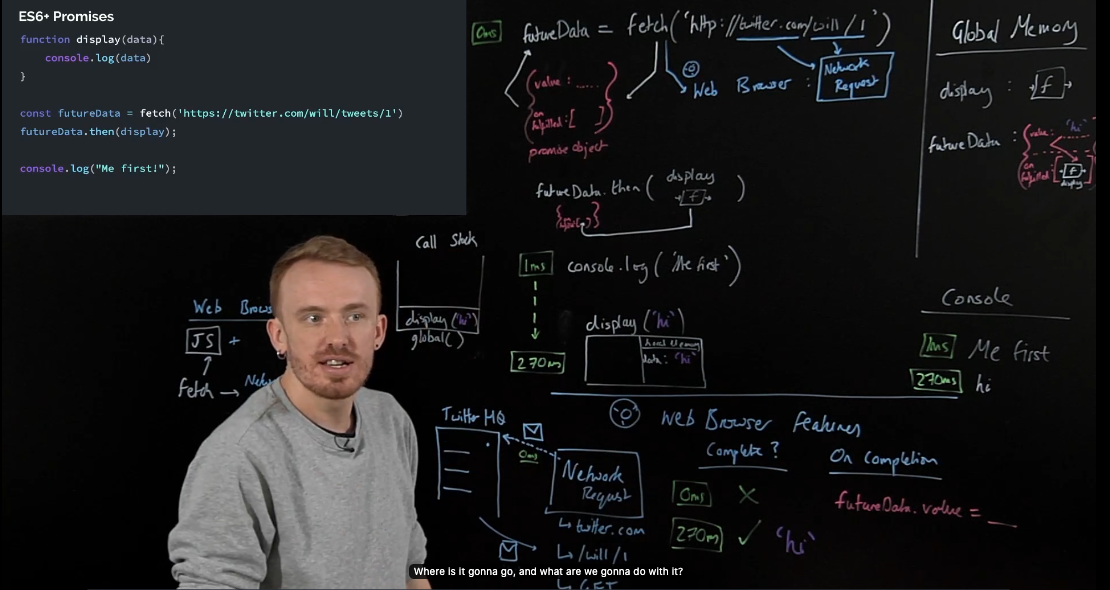 ES6+ Promises
function display(data){
console.log(data)
}
const futureData = fetch('https://twitter.com/will/tweets/1')
futureData.then(display);
console.log("Me first!");
0ms futureData = fetch('http://twitter.com/will/1')
{value : ......
on fulfilled: [ ] }
promise object
Web Browser : Network Request
futureData.then( display )
f
1ms console.log('Me first')
270ms
display('hi')
local memory
data: 'hi'
Call Stack
display('hi')
global()
Web
JS +
fetch →
Global Memory
display : f
futureData : {value: 'hi'
on fulfilled: [ f ]
display
Console
1ms Me first
270ms hi
Web Browser Features
Twitter HQ
0ms
Network Request
↳ twitter.com
↳ /will/1
↳ GET
Complete?
0ms X
270ms ✓ 'hi'
On Completion
futureData.value = __
Where is it gonna go, and what are we gonna do with it?